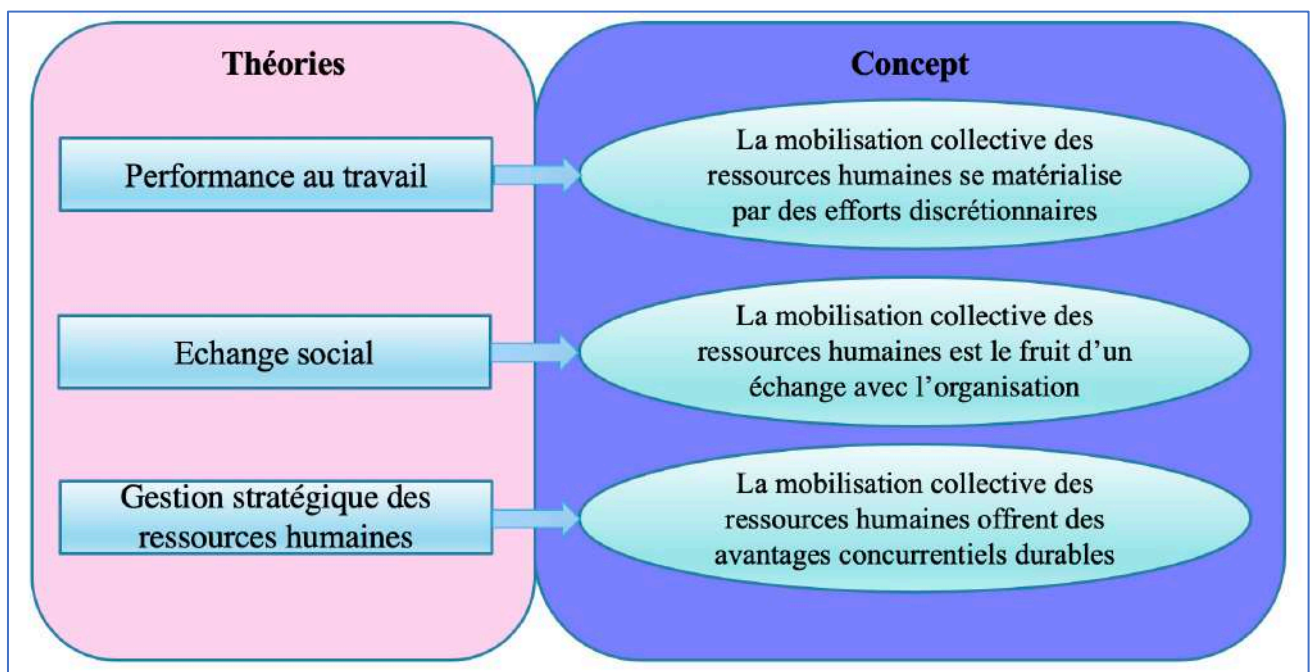 Théories
Concept
Performance au travail
La mobilisation collective des
ressources humaines se matérialise
par des efforts discrétionnaires
Echange social
La mobilisation collective des
ressources humaines est le fruit d’un
échange avec l’organisation
Gestion stratégique des
ressources humaines
La mobilisation collective des
ressources humaines offrent des
avantages concurrentiels durables